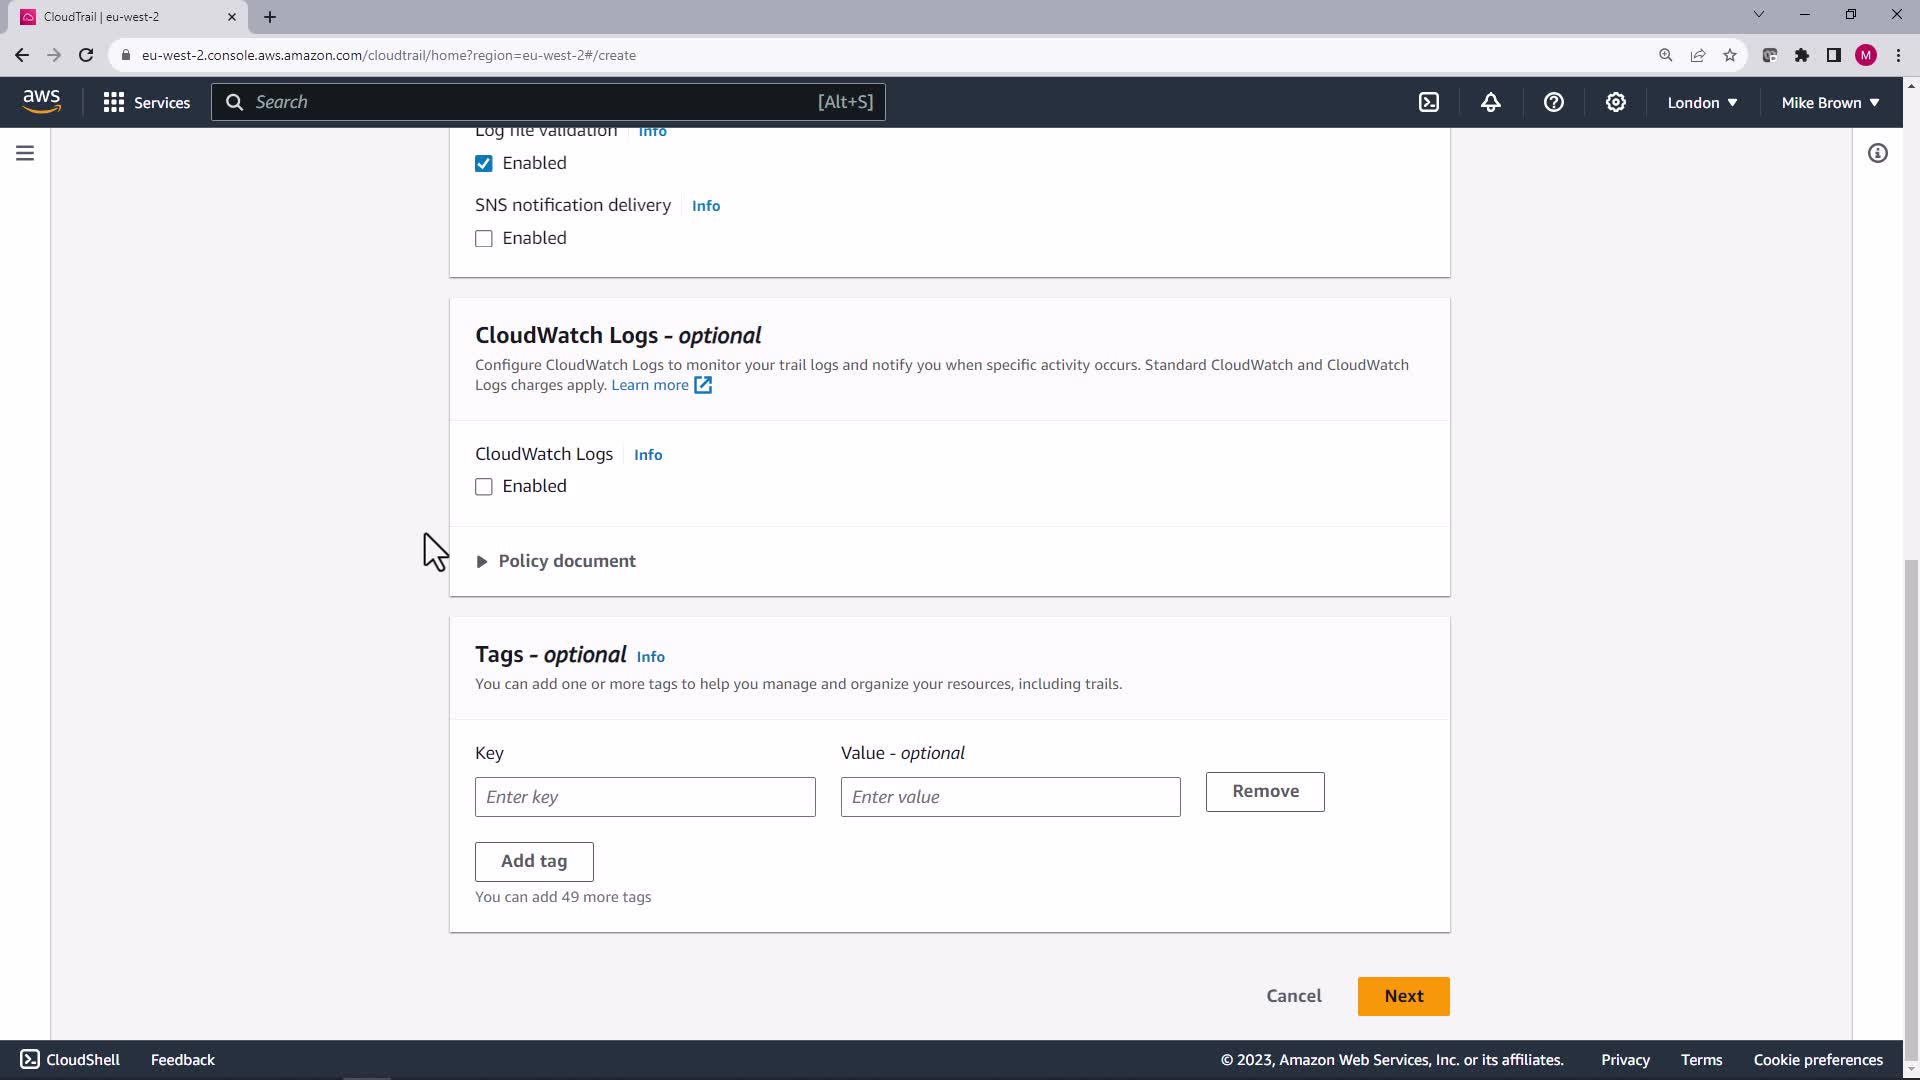 CloudTrail | eu-west-2
eu-west-2.console.aws.amazon.com/cloudtrail/home?region=eu-west-2#/create
M
aws
Services
Search
[Alt+S]
London
Mike Brown
Log file validation Info
Enabled
SNS notification delivery Info
Enabled
CloudWatch Logs - optional
Configure CloudWatch Logs to monitor your trail logs and notify you when specific activity occurs. Standard CloudWatch and CloudWatch
Logs charges apply. Learn more
CloudWatch Logs Info
Enabled
Policy document
Tags - optional Info
You can add one or more tags to help you manage and organize your resources, including trails.
Key
Value - optional
Enter key
Enter value
Remove
Add tag
You can add 49 more tags
Cancel
Next
CloudShell
Feedback
© 2023, Amazon Web Services, Inc. or its affiliates.
Privacy
Terms
Cookie preferences